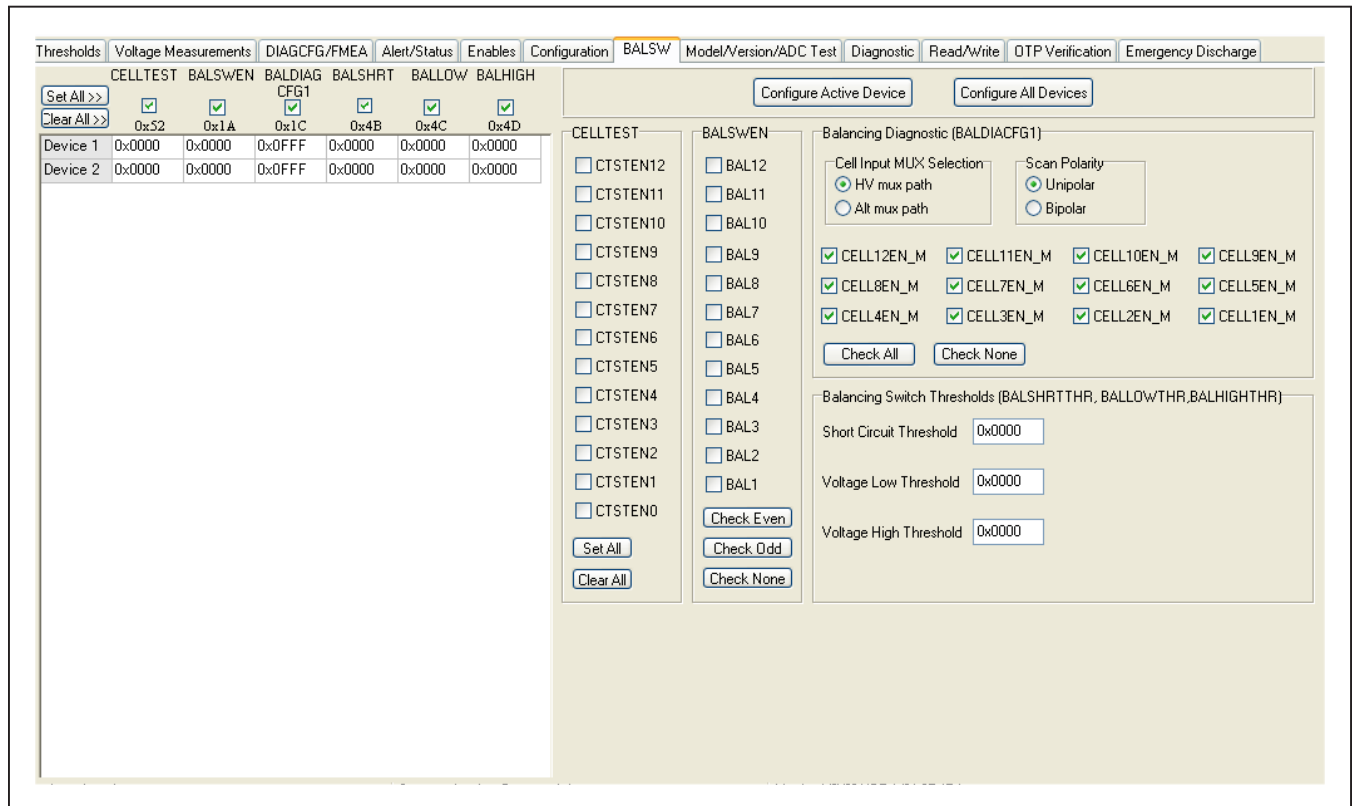 Thresholds Voltage Measurements DIAGCFG/FMEA Alert/Status Enables Configuration BALSW Model/Version/ADC Test Diagnostic Read/Write OTP Verification Emergency Discharge
CELLTEST BALSWEN BALDIAG CFG1 BALSHRT BALLOW BALHIGH
Set All >>
Clear All >>
0x52 0x1A 0x1C 0x4B 0x4C 0x4D
Device 1 0x0000 0x0000 0x0FFF 0x0000 0x0000 0x0000
Device 2 0x0000 0x0000 0x0FFF 0x0000 0x0000 0x0000
Configure Active Device Configure All Devices
CELLTEST
CTSTEN12
CTSTEN11
CTSTEN10
CTSTEN9
CTSTEN8
CTSTEN7
CTSTEN6
CTSTEN5
CTSTEN4
CTSTEN3
CTSTEN2
CTSTEN1
CTSTEN0
Set All
Clear All
BALSWEN
BAL12
BAL11
BAL10
BAL9
BAL8
BAL7
BAL6
BAL5
BAL4
BAL3
BAL2
BAL1
Check Even
Check Odd
Check None
Balancing Diagnostic (BALDIACFG1)
Cell Input MUX Selection
HV mux path
Alt mux path
Scan Polarity
Unipolar
Bipolar
CELL12EN_M CELL11EN_M CELL10EN_M CELL9EN_M
CELL8EN_M CELL7EN_M CELL6EN_M CELL5EN_M
CELL4EN_M CELL3EN_M CELL2EN_M CELL1EN_M
Check All Check None
Balancing Switch Thresholds (BALSHRTTHR, BALLOWTHR,BALHIGHTHR)
Short Circuit Threshold 0x0000
Voltage Low Threshold 0x0000
Voltage High Threshold 0x0000